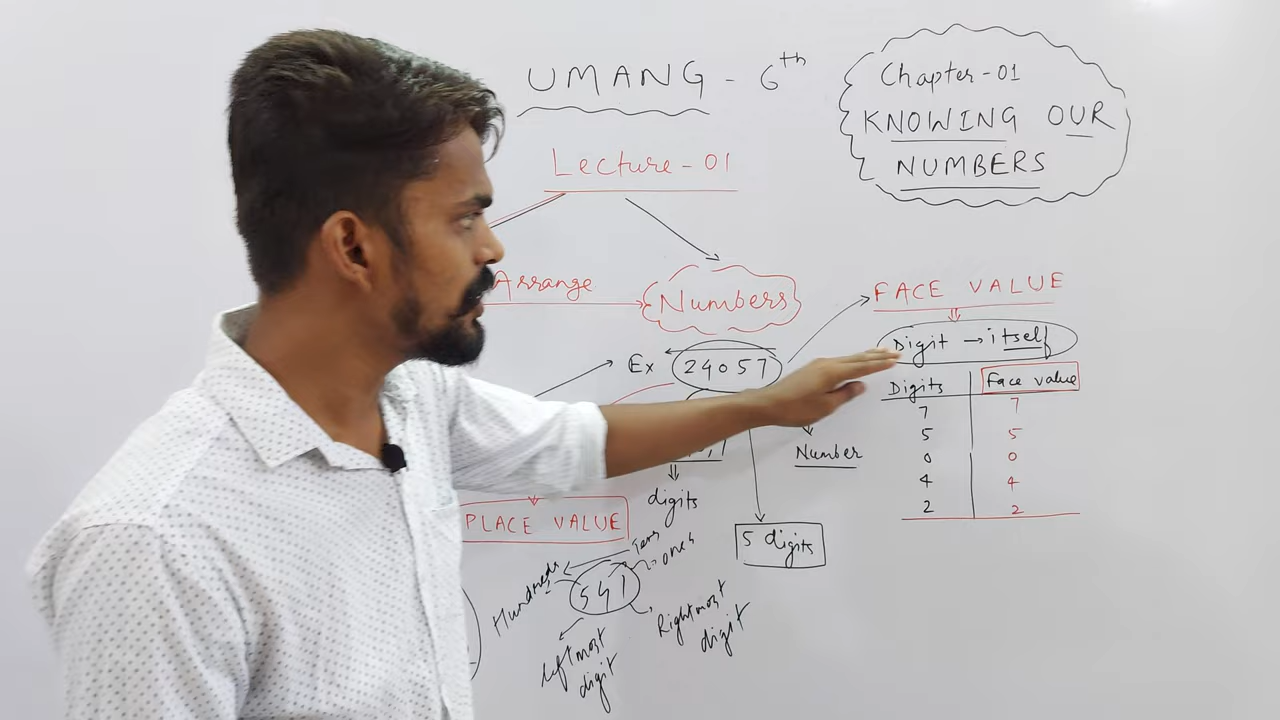 UMANG - 6th
Chapter-01
KNOWING OUR
NUMBERS
Lecture-01
Arrange
Numbers
FACE VALUE
Digit → itself
Ex 24057
Digits Face value
7 7
5 5
0 0
4 4
2 2
Number
digits
5 digits
PLACE VALUE
Hundreds
Tens
ones
541
leftmost
digit
Rightmost
digit